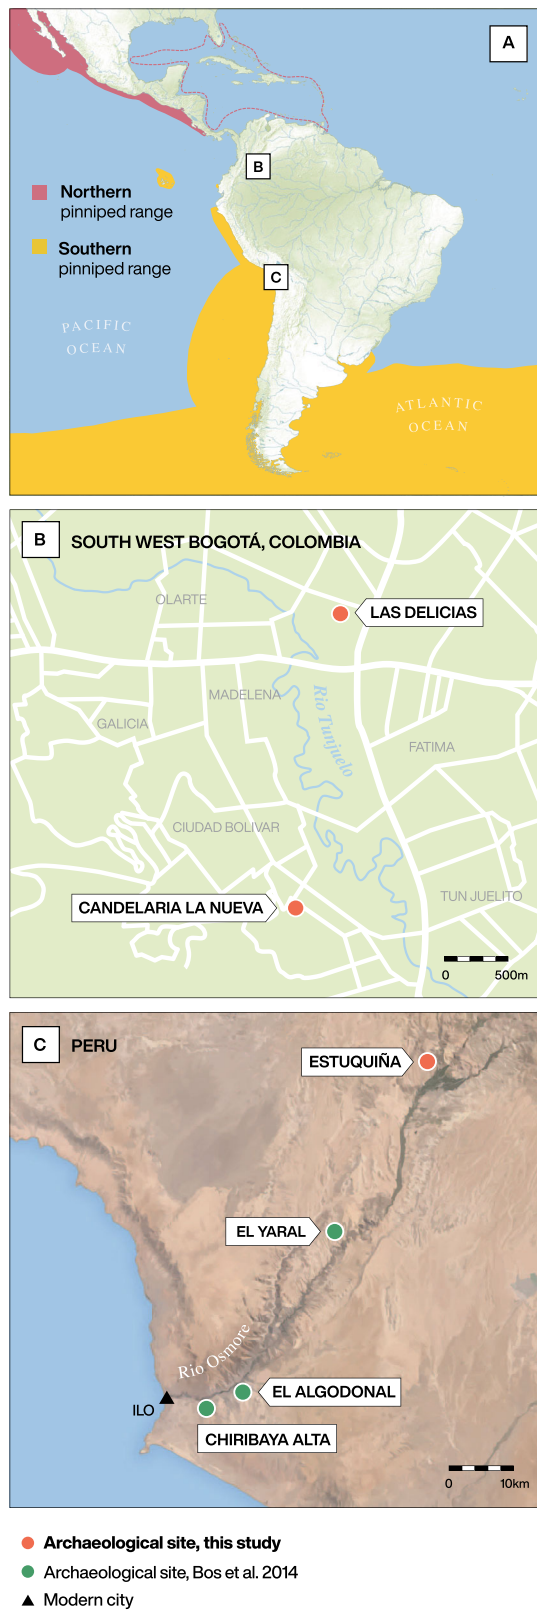 A
B
C
Northern
pinniped range
Southern
pinniped range
PACIFIC
OCEAN
ATLANTIC
OCEAN
B
SOUTH WEST BOGOTÁ, COLOMBIA
OLARTE
LAS DELICIAS
MADELENA
GALICIA
Rio Tunjuelo
FATIMA
CIUDAD BOLIVAR
TUN JUELITO
CANDELARIA LA NUEVA
0 500m
C
PERU
ESTUQUIÑA
EL YARAL
Rio Osmore
EL ALGODONAL
ILO
CHIRIBAYA ALTA
0 10km
Archaeological site, this study
Archaeological site, Bos et al. 2014
Modern city